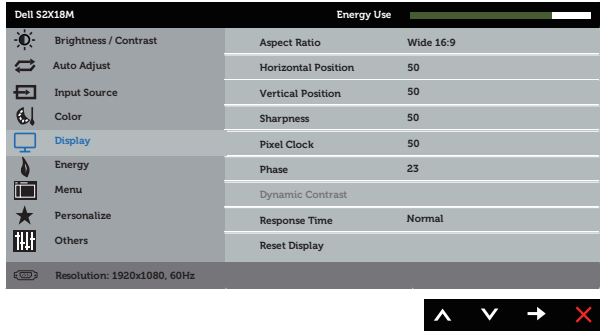 Dell S2X18M Energy Use
Brightness / Contrast
Auto Adjust
Input Source
Color
Display
Energy
Menu
Personalize
Others
Aspect Ratio Wide 16:9
Horizontal Position 50
Vertical Position 50
Sharpness 50
Pixel Clock 50
Phase 23
Dynamic Contrast
Response Time Normal
Reset Display
Resolution: 1920x1080, 60Hz